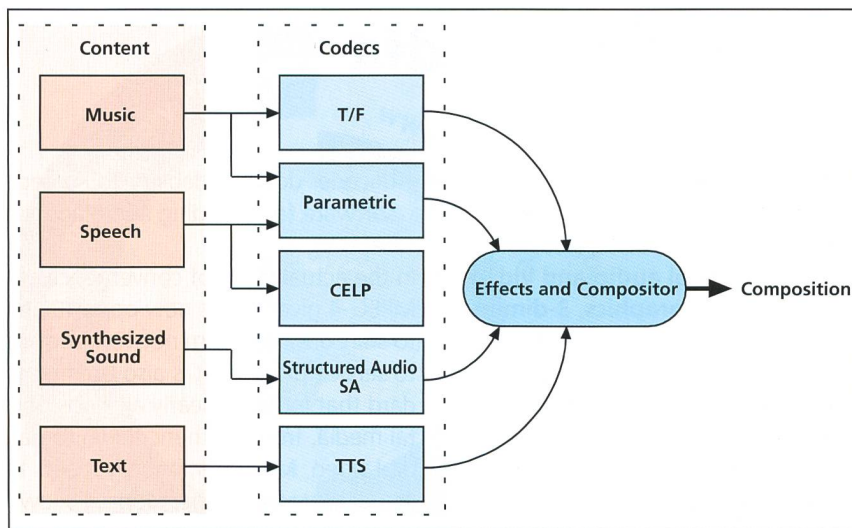 Content
Codecs
Music
T/F
Parametric
Speech
CELP
Effects and Compositor
Composition
Synthesized
Sound
Structured Audio
SA
Text
TTS